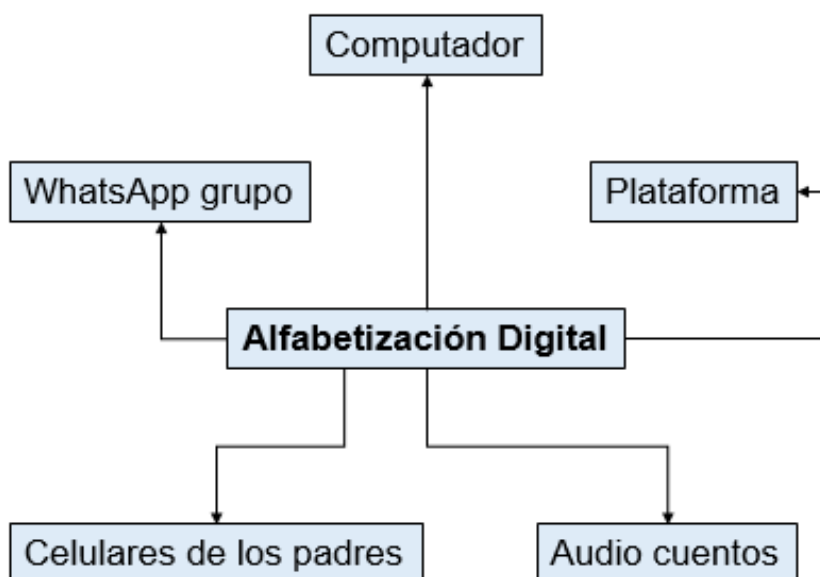 Computador
WhatsApp grupo
Plataforma
Alfabetización Digital
Celulares de los padres
Audio cuentos